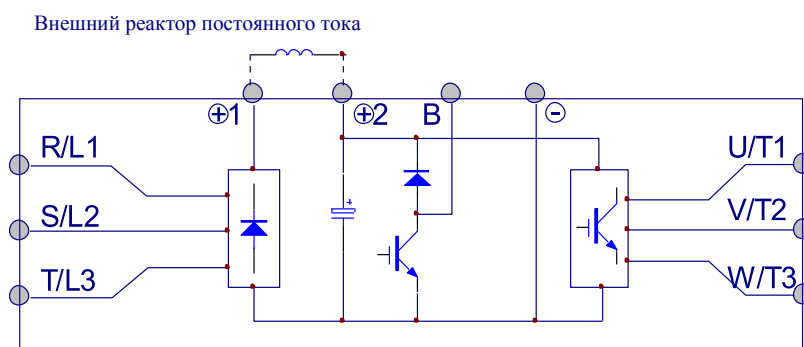 Внешний реактор постоянного тока
⊕1 ⊕2 B ⊖
R/L1 U/T1
S/L2 V/T2
T/L3 W/T3
+